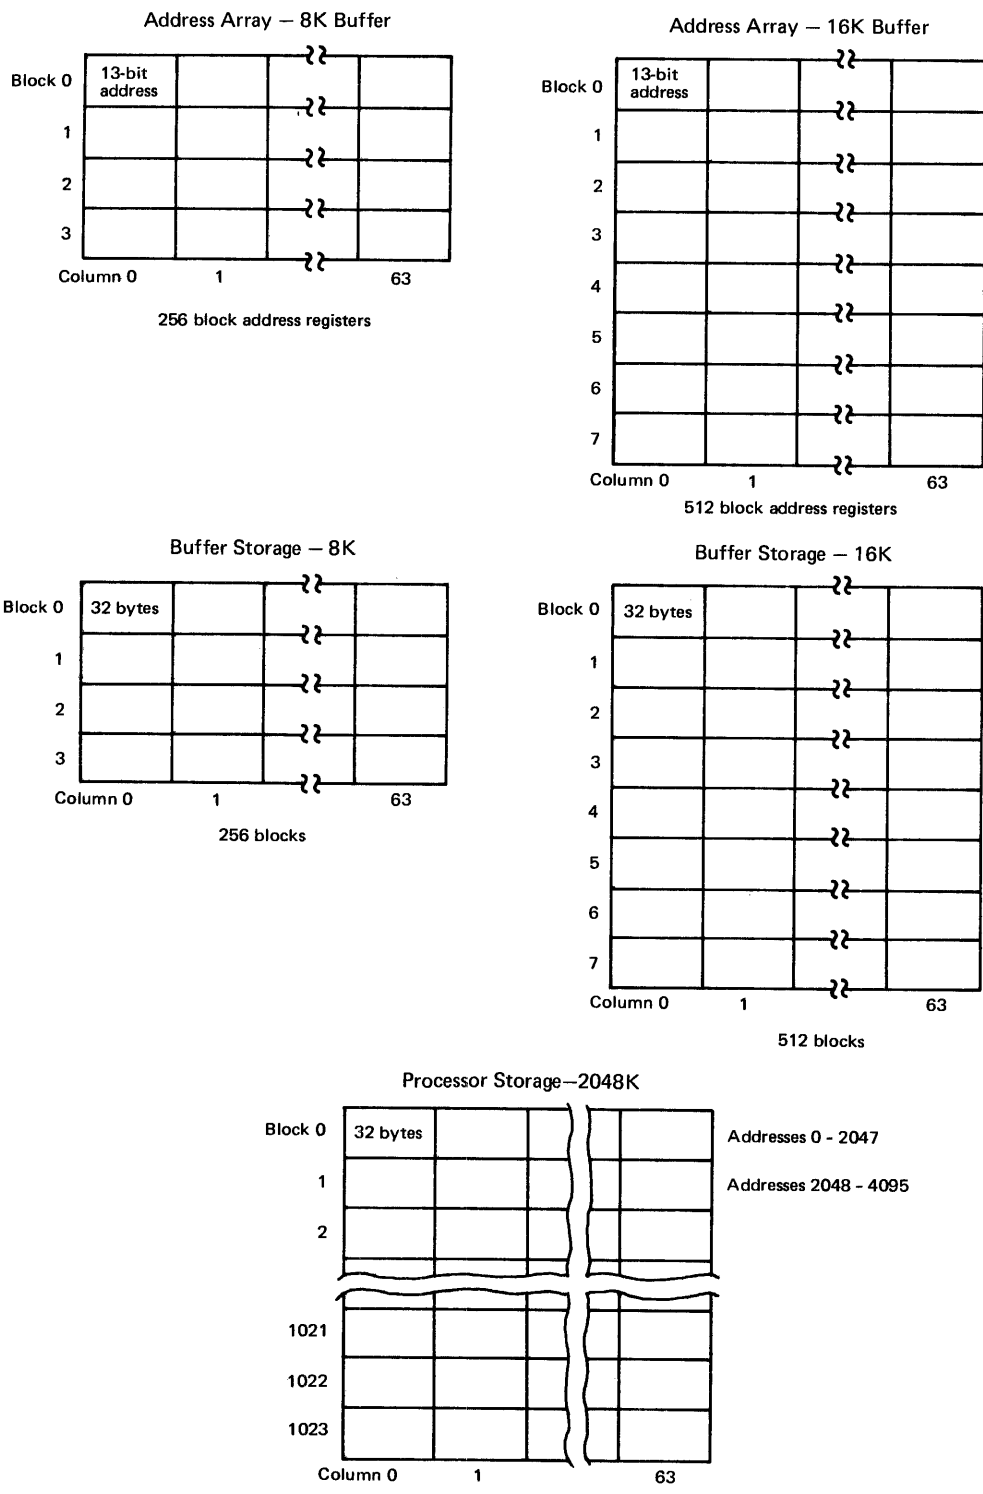 Address Array — 8K Buffer
Block 0
13-bit
address
1
2
3
Column 0 1 63
256 block address registers
Address Array — 16K Buffer
Block 0
13-bit
address
1
2
3
4
5
6
7
Column 0 1 63
512 block address registers
Buffer Storage — 8K
Block 0 32 bytes
1
2
3
Column 0 1 63
256 blocks
Buffer Storage — 16K
Block 0 32 bytes
1
2
3
4
5
6
7
Column 0 1 63
512 blocks
Processor Storage—2048K
Block 0 32 bytes Addresses 0 - 2047
1 Addresses 2048 - 4095
2
1021
1022
1023
Column 0 1 63